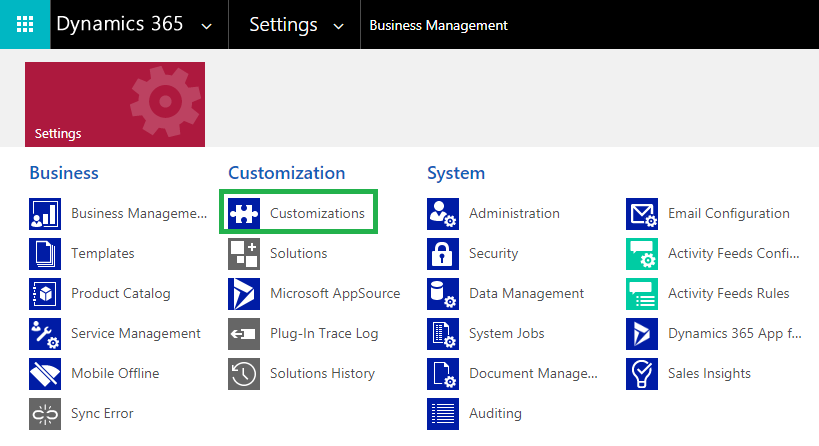 Dynamics 365 Settings Business Management
Settings
Business
Business Manageme...
Templates
Product Catalog
Service Management
Mobile Offline
Sync Error
Customization
Customizations
Solutions
Microsoft AppSource
Plug-In Trace Log
Solutions History
System
Administration
Security
Data Management
System Jobs
Document Manage...
Auditing
Email Configuration
Activity Feeds Confi...
Activity Feeds Rules
Dynamics 365 App f...
Sales Insights